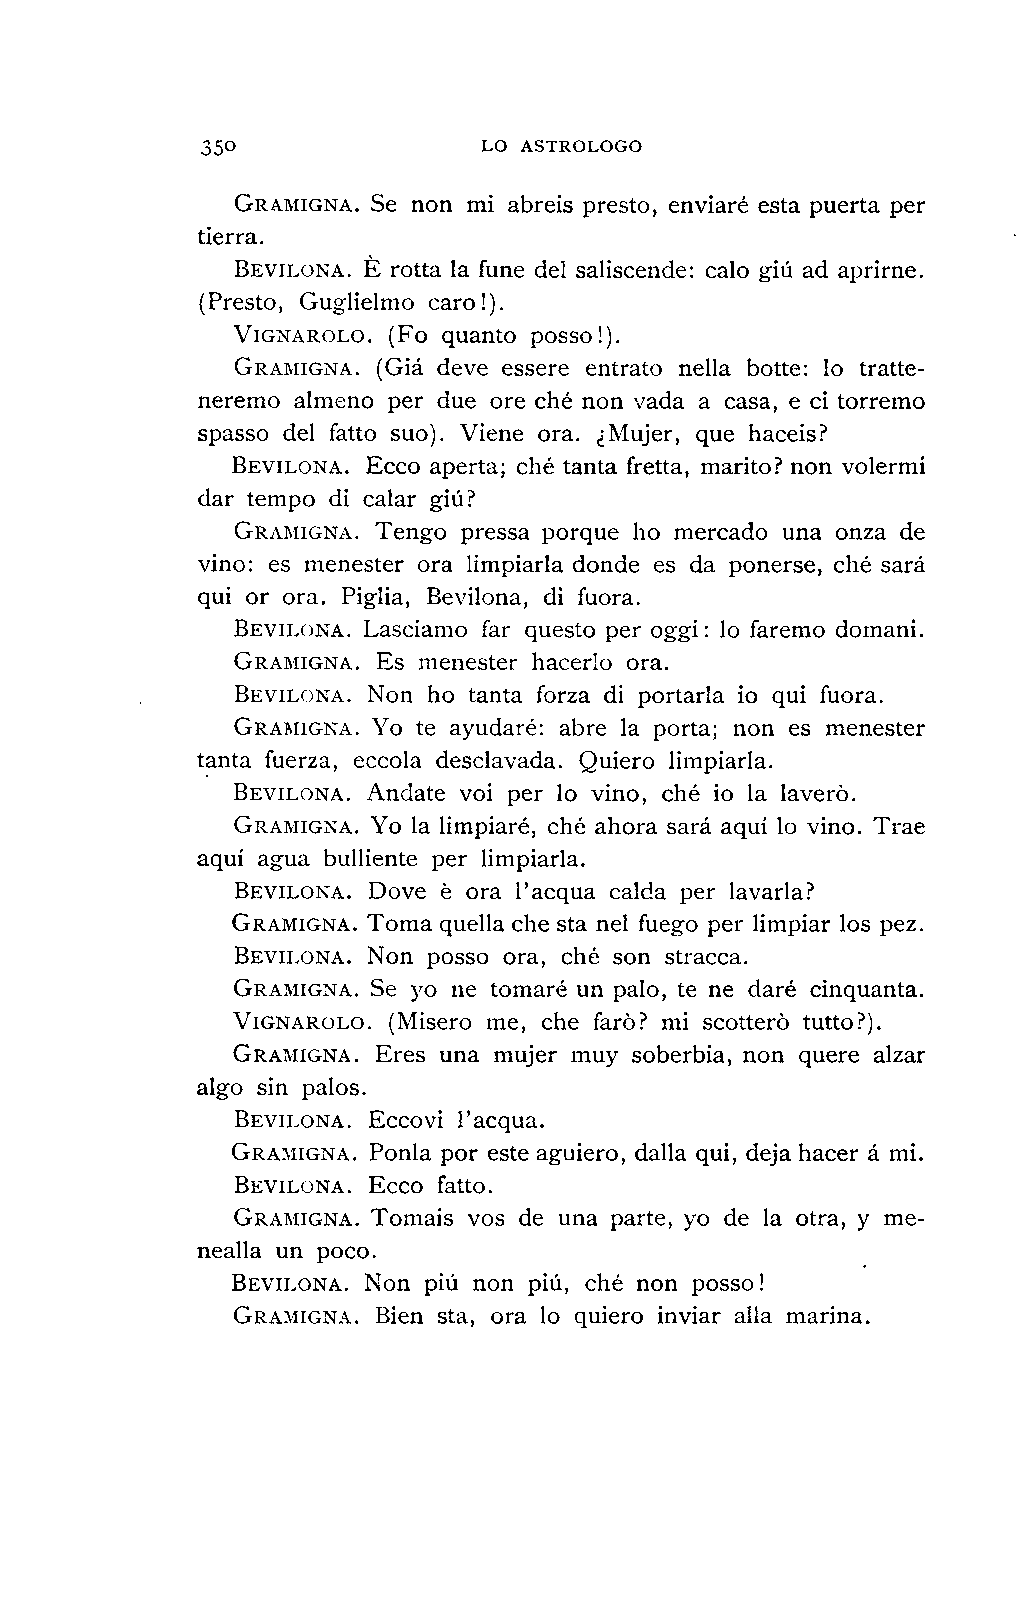 350 LO ASTROLOGO
GRAMIGNA. Se non mi abreis presto, enviaré esta puerta per
tierra.
BEVILONA. È rotta la fune del saliscende: calo giú ad aprirne.
(Presto, Guglielmo caro!).
VIGNAROLO. (Fo quanto posso!).
GRAMIGNA. (Giá deve essere entrato nella botte: lo tratte-
neremo almeno per due ore ché non vada a casa, e ci torremo
spasso del fatto suo). Viene ora. ¿Mujer, que haceis?
BEVILONA. Ecco aperta; ché tanta fretta, marito? non volermi
dar tempo di calar giú?
GRAMIGNA. Tengo pressa porque ho mercado una onza de
vino: es menester ora limpiarla donde es da ponerse, ché sará
qui or ora. Piglia, Bevilona, di fuora.
BEVILONA. Lasciamo far questo per oggi: lo faremo domani.
GRAMIGNA. Es menester hacerlo ora.
BEVILONA. Non ho tanta forza di portarla io qui fuora.
GRAMIGNA. Yo te ayudaré: abre la porta; non es menester
tanta fuerza, eccola desclavada. Quiero limpiarla.
BEVILONA. Andate voi per lo vino, ché io la laverò.
GRAMIGNA. Yo la limpiaré, ché ahora sará aquí lo vino. Trae
aquí agua bulliente per limpiarla.
BEVILONA. Dove è ora l'acqua calda per lavarla?
GRAMIGNA. Toma quella che sta nel fuego per limpiar los pez.
BEVILONA. Non posso ora, ché son stracca.
GRAMIGNA. Se yo ne tomaré un palo, te ne daré cinquanta.
VIGNAROLO. (Misero me, che farò? mi scotterò tutto?).
GRAMIGNA. Eres una mujer muy soberbia, non quere alzar
algo sin palos.
BEVILONA. Eccovi l'acqua.
GRAMIGNA. Ponla por este aguiero, dalla qui, deja hacer á mi.
BEVILONA. Ecco fatto.
GRAMIGNA. Tomais vos de una parte, yo de la otra, y me-
nealla un poco.
BEVILONA. Non piú non piú, ché non posso!
GRAMIGNA. Bien sta, ora lo quiero inviar alla marina.